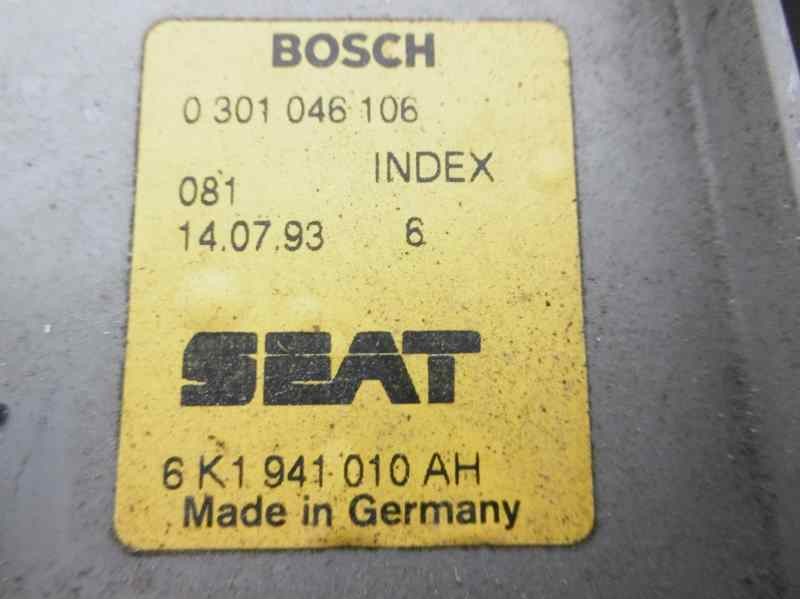 BOSCH
0 301 046 106
INDEX
081
14.07.93 6
SEAT
6 K1 941 010 AH
Made in Germany